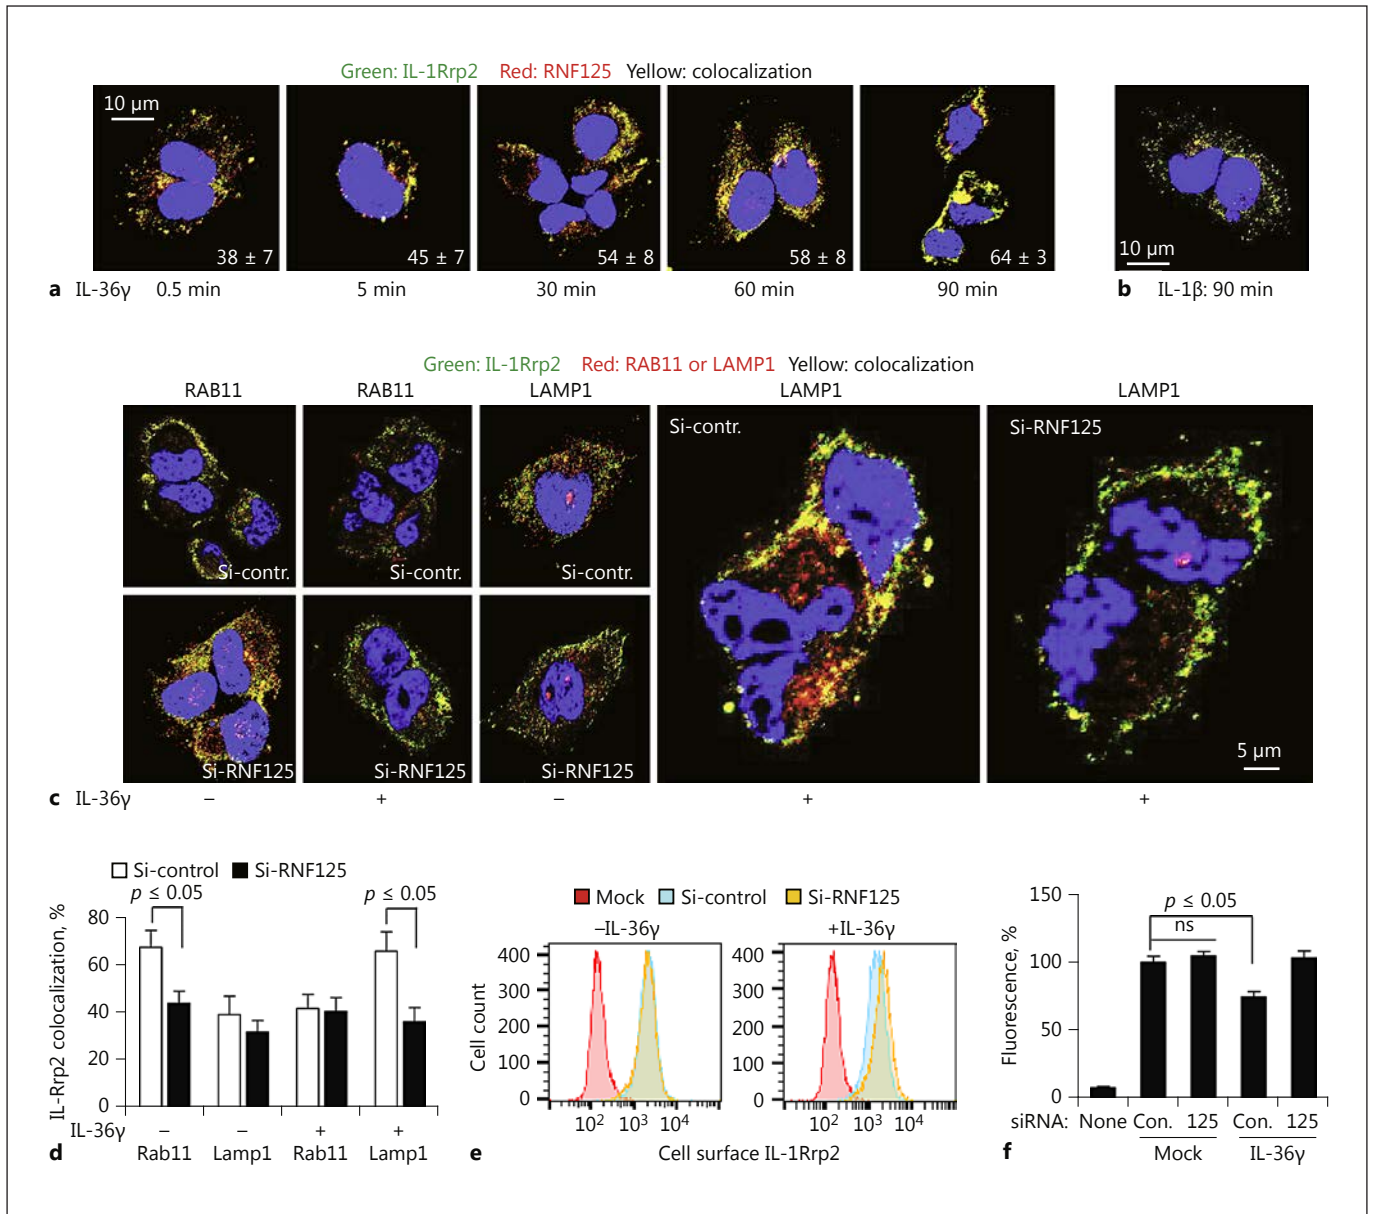 Green: IL-1Rrp2 Red: RNF125 Yellow: colocalization
10 µm
38 ± 7 45 ± 7 54 ± 8 58 ± 8 64 ± 3
10 µm
a IL-36γ 0.5 min 5 min 30 min 60 min 90 min
b IL-1β: 90 min
Green: IL-1Rrp2 Red: RAB11 or LAMP1 Yellow: colocalization
RAB11 RAB11 LAMP1 LAMP1 LAMP1
Si-contr. Si-RNF125
Si-contr. Si-contr. Si-contr.
Si-RNF125 Si-RNF125 Si-RNF125
5 µm
c IL-36γ – + – + +
Si-control Si-RNF125
p ≤ 0.05 p ≤ 0.05
IL-Rrp2 colocalization, %
80
60
40
20
0
IL-36γ – – + +
d Rab11 Lamp1 Rab11 Lamp1
Mock Si-control Si-RNF125
–IL-36γ +IL-36γ
Cell count
400 400
300 300
200 200
100 100
0 0
10² 10³ 10⁴ 10² 10³ 10⁴
e Cell surface IL-1Rrp2
Fluorescence, %
150
100
50
0
p ≤ 0.05
ns
siRNA: None Con. 125 Con. 125
f Mock IL-36γ